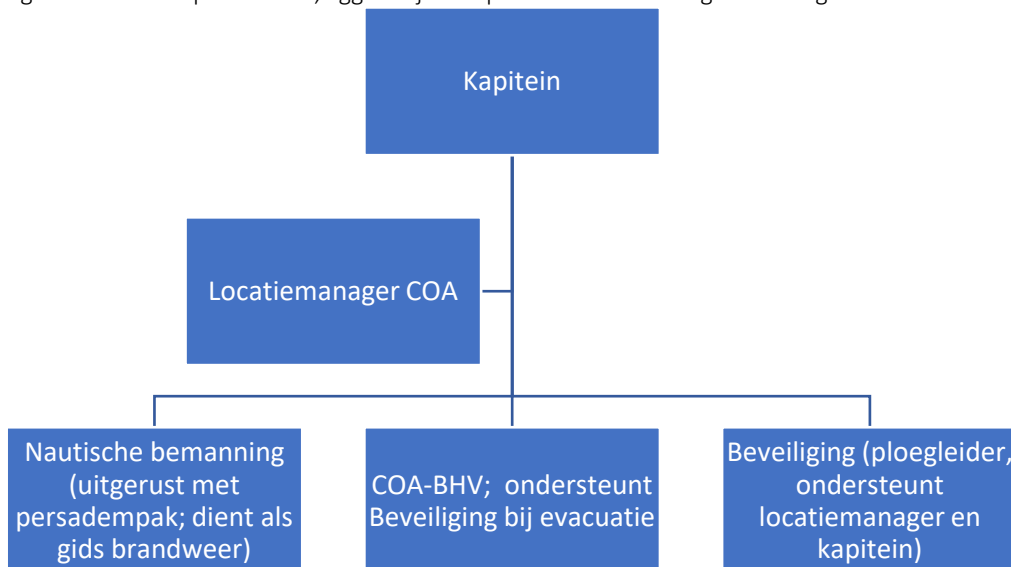 Kapitein
Locatiemanager COA
Nautische bemanning
(uitgerust met
persadempak; dient als
gids brandweer)
COA-BHV; ondersteunt
Beveiliging bij evacuatie
Beveiliging (ploegleider,
ondersteunt
locatiemanager en
kapitein)